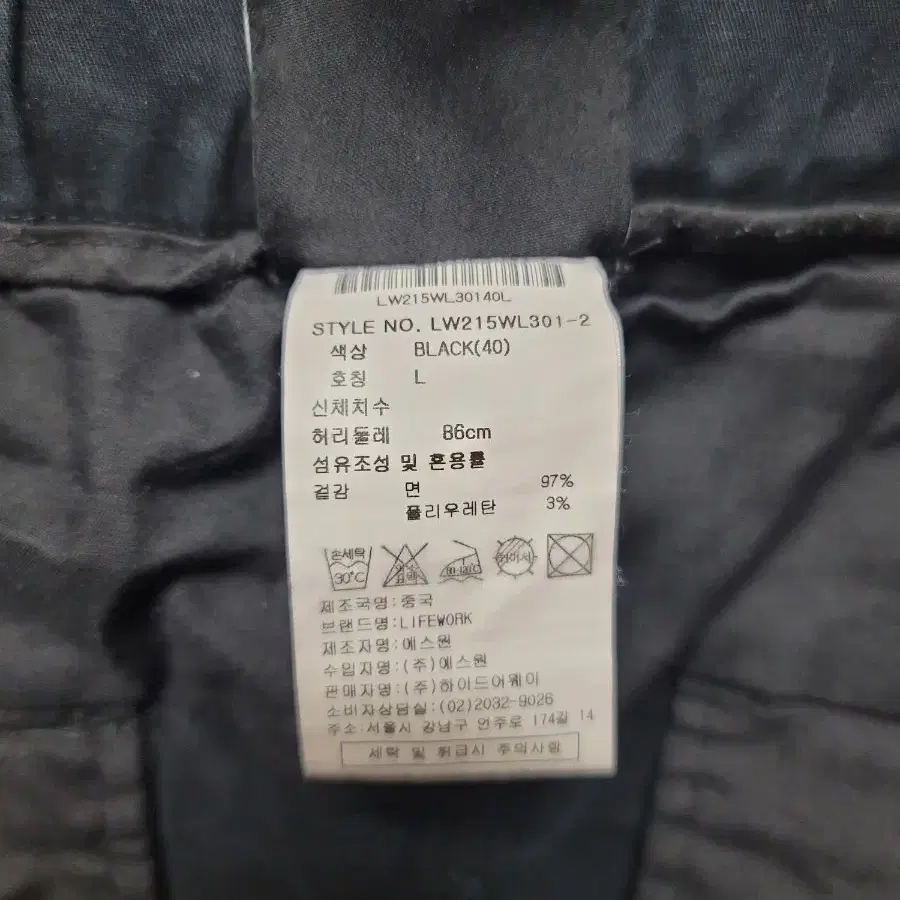 LW215WL30140L
STYLE NO. LW215WL301-2
색상 BLACK(40)
호칭 L
신체치수
허리둘레 86cm
섬유조성 및 혼용률
겉감 면 97%
폴리우레탄 3%
손세탁 30℃
제조국명:중국
브랜드명:LIFEWORK
제조자명:에스원
수입자명:(주)에스원
판매자명:(주)하이드어웨이
소비자상담실:(02)2032-9026
주소:서울시 강남구 언주로 174길 14
세탁 및 취급시 주의사항